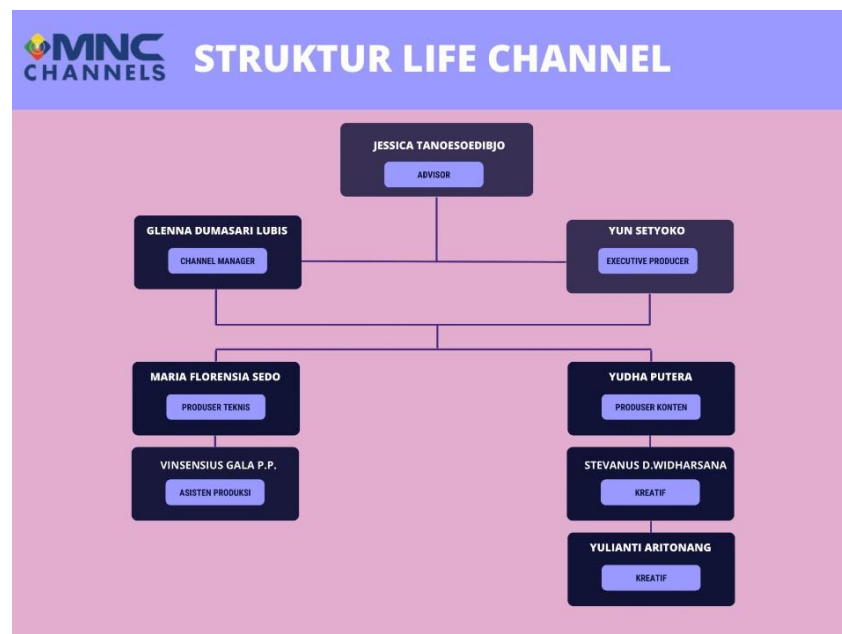 MNC
CHANNELS
STRUKTUR LIFE CHANNEL
JESSICA TANOESOEDIBJO
ADVISOR
GLENNA DUMASARI LUBIS
CHANNEL MANAGER
YUN SETYOKO
EXECUTIVE PRODUCER
MARIA FLORENSIA SEDO
PRODUSER TEKNIS
YUDHA PUTERA
PRODUSER KONTEN
VINSENSIUS GALA P.P.
ASISTEN PRODUKSI
STEVANUS D.WIDHARSANA
KREATIF
YULIANTI ARITONANG
KREATIF